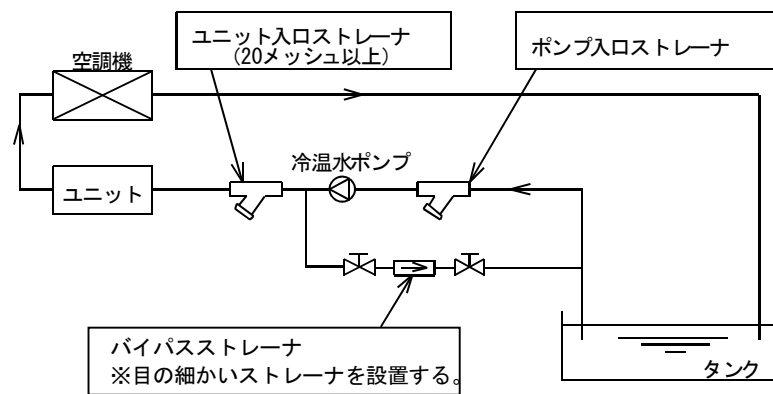 ユニット入口ストレーナ
(20メッシュ以上)
ポンプ入口ストレーナ
空調機
冷温水ポンプ
ユニット
バイパスストレーナ
※目の細かいストレーナを設置する。
タンク